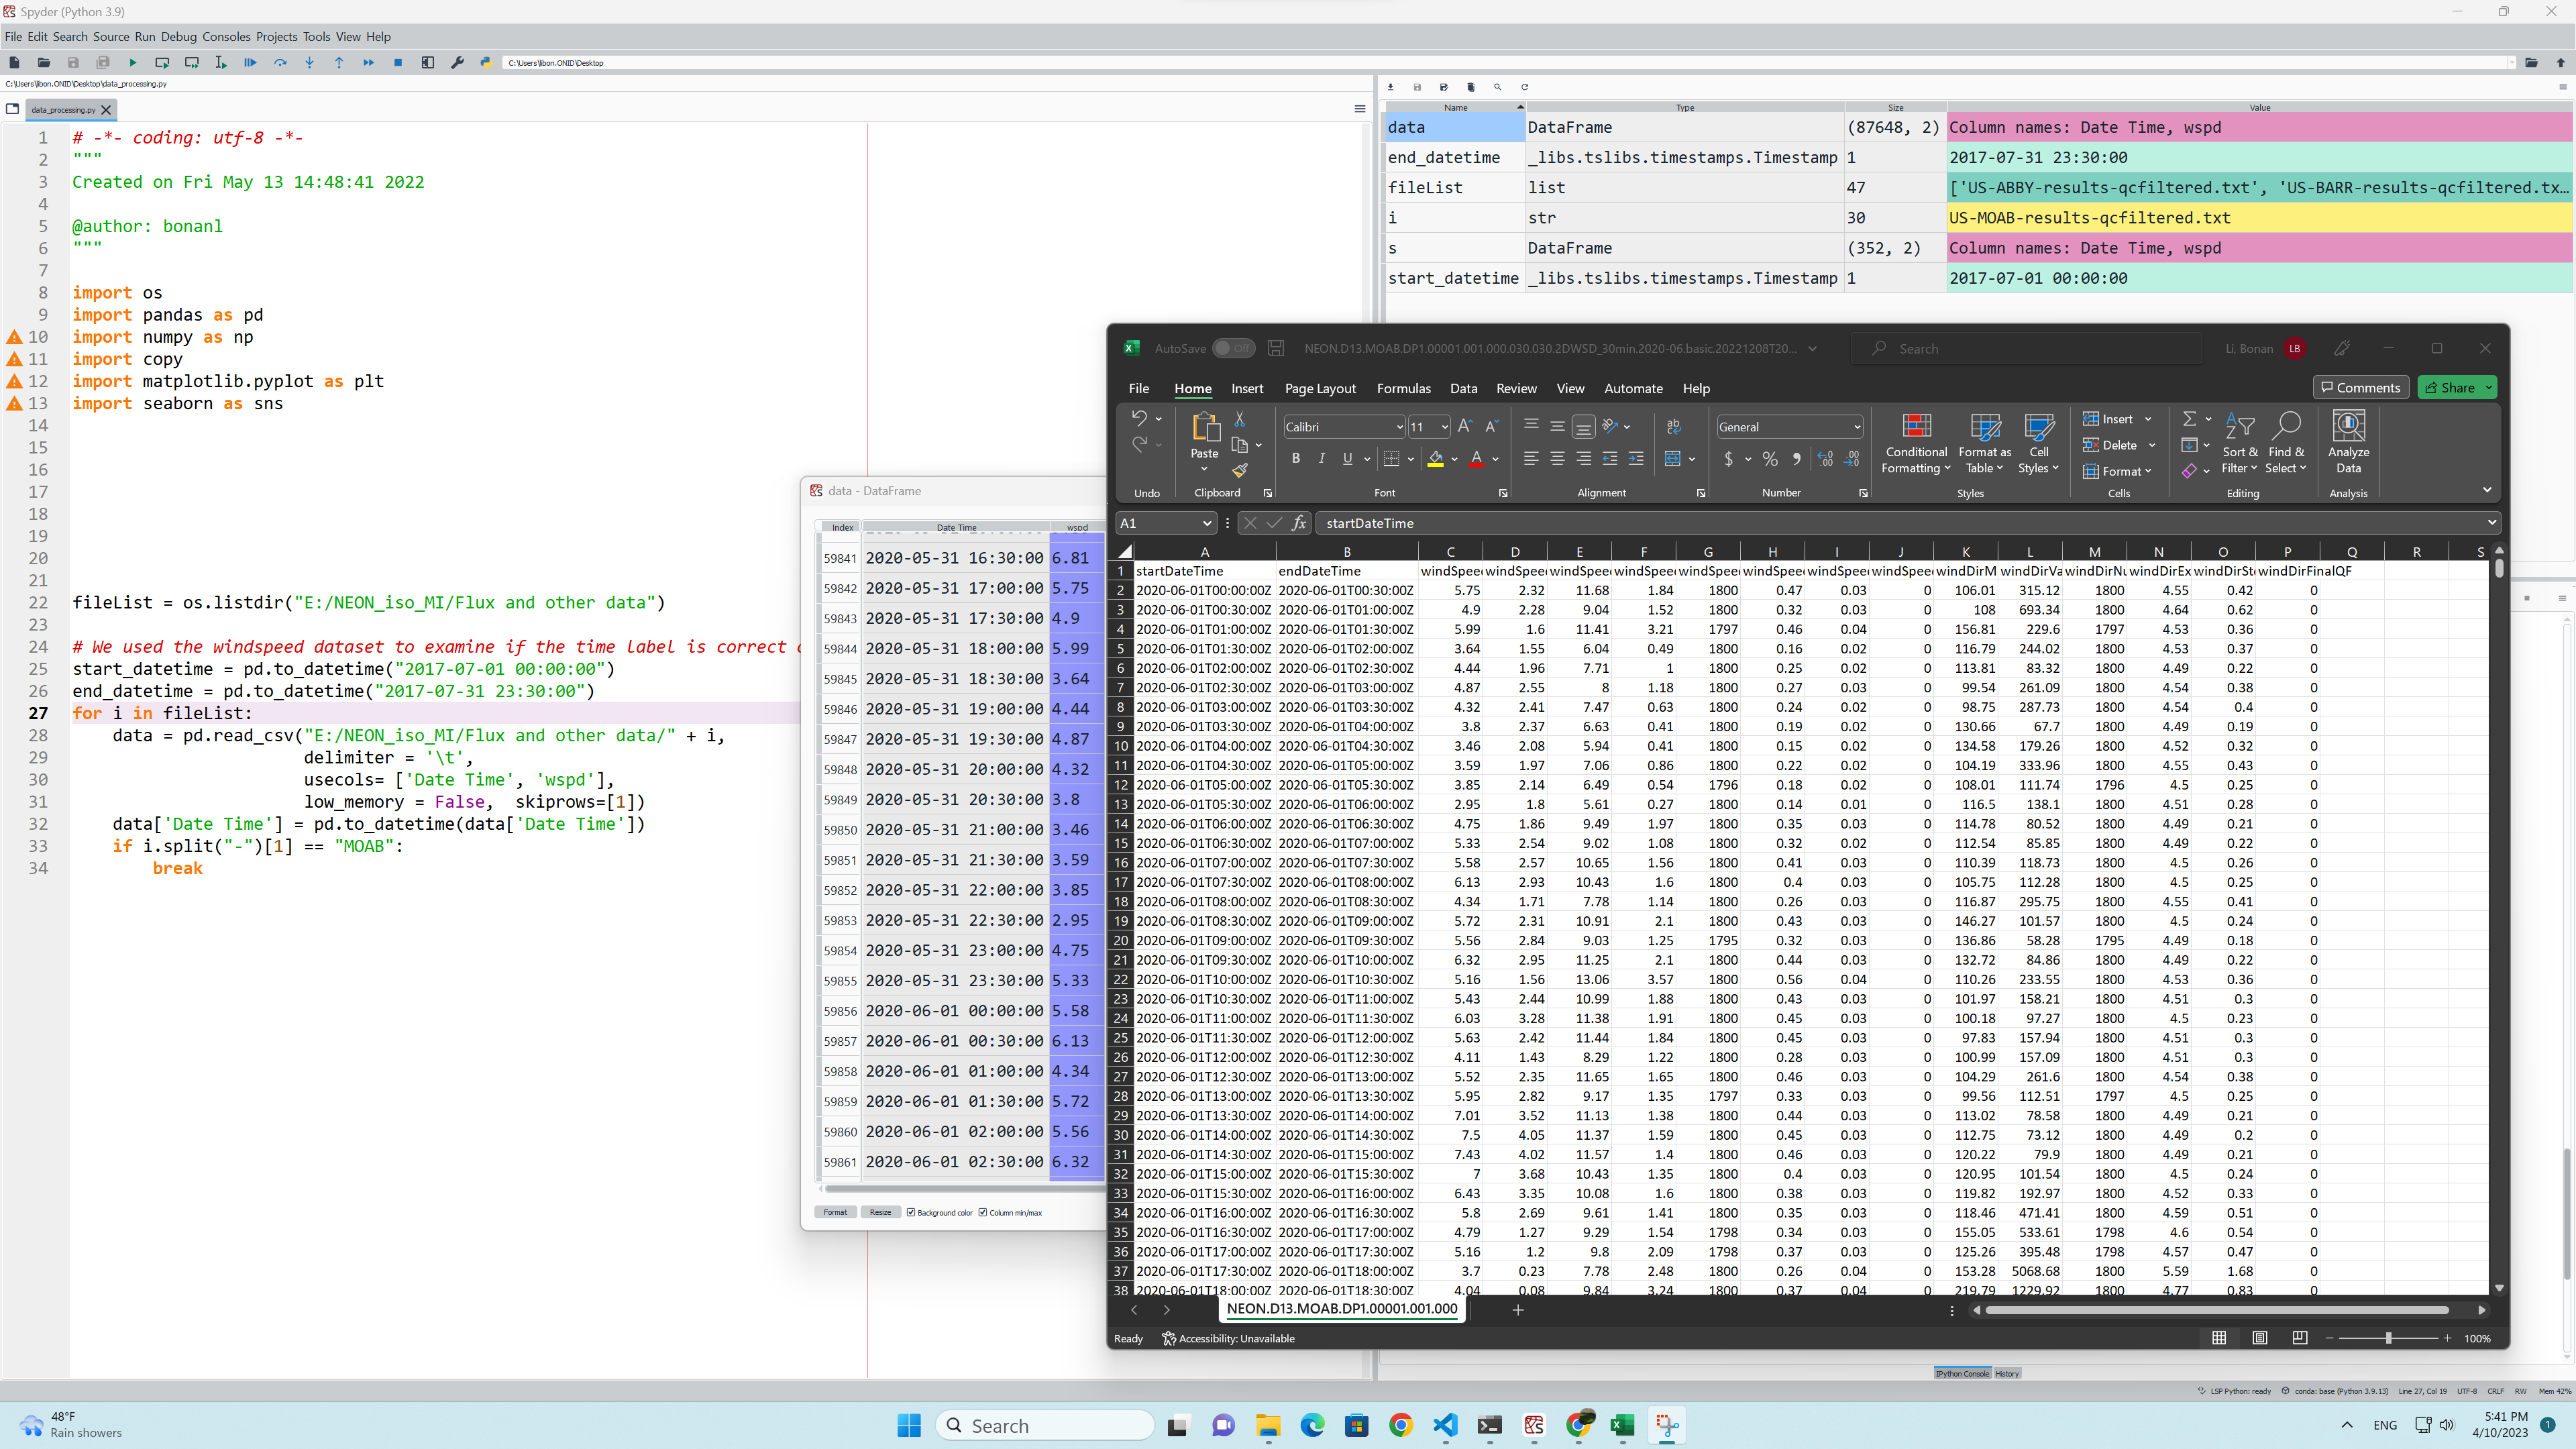 Spyder (Python 3.9)
File Edit Search Source Run Debug Consoles Projects Tools View Help
C:\Users\libon.ONID\Desktop
C:\Users\libon.ONID\Desktop\data_processing.py
data_processing.py
1 # -*- coding: utf-8 -*-
2 """
3 Created on Fri May 13 14:48:41 2022
4
5 @author: bonanl
6 """
7
8 import os
9 import pandas as pd
10 import numpy as np
11 import copy
12 import matplotlib.pyplot as plt
13 import seaborn as sns
14
15
16
17
18
19
20
21
22 fileList = os.listdir("E:/NEON_iso_MI/Flux and other data")
23
24 # We used the windspeed dataset to examine if the time label is correct
25 start_datetime = pd.to_datetime("2017-07-01 00:00:00")
26 end_datetime = pd.to_datetime("2017-07-31 23:30:00")
27 for i in fileList:
28 data = pd.read_csv("E:/NEON_iso_MI/Flux and other data/" + i,
29 delimiter = '\t',
30 usecols= ['Date Time', 'wspd'],
31 low_memory = False, skiprows=[1])
32 data['Date Time'] = pd.to_datetime(data['Date Time'])
33 if i.split("-")[1] == "MOAB":
34 break
Name Type Size Value
data DataFrame (87648, 2) Column names: Date Time, wspd
end_datetime _libs.tslibs.timestamps.Timestamp 1 2017-07-31 23:30:00
fileList list 47 ['US-ABBY-results-qcfiltered.txt', 'US-BARR-results-qcfiltered.tx...
i str 30 US-MOAB-results-qcfiltered.txt
s DataFrame (352, 2) Column names: Date Time, wspd
start_datetime _libs.tslibs.timestamps.Timestamp 1 2017-07-01 00:00:00
data - DataFrame
Index Date Time wspd
59841 2020-05-31 16:30:00 6.81
59842 2020-05-31 17:00:00 5.75
59843 2020-05-31 17:30:00 4.9
59844 2020-05-31 18:00:00 5.99
59845 2020-05-31 18:30:00 3.64
59846 2020-05-31 19:00:00 4.44
59847 2020-05-31 19:30:00 4.87
59848 2020-05-31 20:00:00 4.32
59849 2020-05-31 20:30:00 3.8
59850 2020-05-31 21:00:00 3.46
59851 2020-05-31 21:30:00 3.59
59852 2020-05-31 22:00:00 3.85
59853 2020-05-31 22:30:00 2.95
59854 2020-05-31 23:00:00 4.75
59855 2020-05-31 23:30:00 5.33
59856 2020-06-01 00:00:00 5.58
59857 2020-06-01 00:30:00 6.13
59858 2020-06-01 01:00:00 4.34
59859 2020-06-01 01:30:00 5.72
59860 2020-06-01 02:00:00 5.56
59861 2020-06-01 02:30:00 6.32
Format Resize Background color Column min/max
AutoSave Off NEON.D13.MOAB.DP1.00001.001.000.030.030.2DWSD_30min.2020-06.basic.20221208T20... Search Li, Bonan LB
File Home Insert Page Layout Formulas Data Review View Automate Help Comments Share
Paste Calibri 11 General Conditional Formatting Format as Table Cell Styles Insert Delete Format Sort & Filter Find & Select Analyze Data
Undo Clipboard Font Alignment Number Styles Cells Editing Analysis
A1 fx startDateTime
A B C D E F G H I J K L M N O P Q R S
1 startDateTime endDateTime windSpee windSpee windSpee windSpee windSpee windSpee windSpee windSpee windDirM windDirVa windDirNu windDirEx windDirSt windDirFinalQF
2 2020-06-01T00:00:00Z 2020-06-01T00:30:00Z 5.75 2.32 11.68 1.84 1800 0.47 0.03 0 106.01 315.12 1800 4.55 0.42 0
3 2020-06-01T00:30:00Z 2020-06-01T01:00:00Z 4.9 2.28 9.04 1.52 1800 0.32 0.03 0 108 693.34 1800 4.64 0.62 0
4 2020-06-01T01:00:00Z 2020-06-01T01:30:00Z 5.99 1.6 11.41 3.21 1797 0.46 0.04 0 156.81 229.6 1797 4.53 0.36 0
5 2020-06-01T01:30:00Z 2020-06-01T02:00:00Z 3.64 1.55 6.04 0.49 1800 0.16 0.02 0 116.79 244.02 1800 4.53 0.37 0
6 2020-06-01T02:00:00Z 2020-06-01T02:30:00Z 4.44 1.96 7.71 1 1800 0.25 0.02 0 113.81 83.32 1800 4.49 0.22 0
7 2020-06-01T02:30:00Z 2020-06-01T03:00:00Z 4.87 2.55 8 1.18 1800 0.27 0.03 0 99.54 261.09 1800 4.54 0.38 0
8 2020-06-01T03:00:00Z 2020-06-01T03:30:00Z 4.32 2.41 7.47 0.63 1800 0.24 0.02 0 98.75 287.73 1800 4.54 0.4 0
9 2020-06-01T03:30:00Z 2020-06-01T04:00:00Z 3.8 2.37 6.63 0.41 1800 0.19 0.02 0 130.66 67.7 1800 4.49 0.19 0
10 2020-06-01T04:00:00Z 2020-06-01T04:30:00Z 3.46 2.08 5.94 0.41 1800 0.15 0.02 0 134.58 179.26 1800 4.52 0.32 0
11 2020-06-01T04:30:00Z 2020-06-01T05:00:00Z 3.59 1.97 7.06 0.86 1800 0.22 0.02 0 104.19 333.96 1800 4.55 0.43 0
12 2020-06-01T05:00:00Z 2020-06-01T05:30:00Z 3.85 2.14 6.49 0.54 1796 0.18 0.02 0 108.01 111.74 1796 4.5 0.25 0
13 2020-06-01T05:30:00Z 2020-06-01T06:00:00Z 2.95 1.8 5.61 0.27 1800 0.14 0.01 0 116.5 138.1 1800 4.51 0.28 0
14 2020-06-01T06:00:00Z 2020-06-01T06:30:00Z 4.75 1.86 9.49 1.97 1800 0.35 0.03 0 114.78 80.52 1800 4.49 0.21 0
15 2020-06-01T06:30:00Z 2020-06-01T07:00:00Z 5.33 2.54 9.02 1.08 1800 0.32 0.02 0 112.54 85.85 1800 4.49 0.22 0
16 2020-06-01T07:00:00Z 2020-06-01T07:30:00Z 5.58 2.57 10.65 1.56 1800 0.41 0.03 0 110.39 118.73 1800 4.5 0.26 0
17 2020-06-01T07:30:00Z 2020-06-01T08:00:00Z 6.13 2.93 10.43 1.6 1800 0.4 0.03 0 105.75 112.28 1800 4.5 0.25 0
18 2020-06-01T08:00:00Z 2020-06-01T08:30:00Z 4.34 1.71 7.78 1.14 1800 0.26 0.03 0 116.87 295.75 1800 4.55 0.41 0
19 2020-06-01T08:30:00Z 2020-06-01T09:00:00Z 5.72 2.31 10.91 2.1 1800 0.43 0.03 0 146.27 101.57 1800 4.5 0.24 0
20 2020-06-01T09:00:00Z 2020-06-01T09:30:00Z 5.56 2.84 9.03 1.25 1795 0.32 0.03 0 136.86 58.28 1795 4.49 0.18 0
21 2020-06-01T09:30:00Z 2020-06-01T10:00:00Z 6.32 2.95 11.25 2.1 1800 0.44 0.03 0 132.72 84.86 1800 4.49 0.22 0
22 2020-06-01T10:00:00Z 2020-06-01T10:30:00Z 5.16 1.56 13.06 3.57 1800 0.56 0.04 0 110.26 233.55 1800 4.53 0.36 0
23 2020-06-01T10:30:00Z 2020-06-01T11:00:00Z 5.43 2.44 10.99 1.88 1800 0.43 0.03 0 101.97 158.21 1800 4.51 0.3 0
24 2020-06-01T11:00:00Z 2020-06-01T11:30:00Z 6.03 3.28 11.38 1.91 1800 0.45 0.03 0 100.18 97.27 1800 4.5 0.23 0
25 2020-06-01T11:30:00Z 2020-06-01T12:00:00Z 5.63 2.42 11.44 1.84 1800 0.45 0.03 0 97.83 157.94 1800 4.51 0.3 0
26 2020-06-01T12:00:00Z 2020-06-01T12:30:00Z 4.11 1.43 8.29 1.22 1800 0.28 0.03 0 100.99 157.09 1800 4.51 0.3 0
27 2020-06-01T12:30:00Z 2020-06-01T13:00:00Z 5.52 2.35 11.65 1.65 1800 0.46 0.03 0 104.29 261.6 1800 4.54 0.38 0
28 2020-06-01T13:00:00Z 2020-06-01T13:30:00Z 5.95 2.82 9.17 1.35 1797 0.33 0.03 0 99.56 112.51 1797 4.5 0.25 0
29 2020-06-01T13:30:00Z 2020-06-01T14:00:00Z 7.01 3.52 11.13 1.38 1800 0.44 0.03 0 113.02 78.58 1800 4.49 0.21 0
30 2020-06-01T14:00:00Z 2020-06-01T14:30:00Z 7.5 4.05 11.37 1.59 1800 0.45 0.03 0 112.75 73.12 1800 4.49 0.2 0
31 2020-06-01T14:30:00Z 2020-06-01T15:00:00Z 7.43 4.02 11.57 1.4 1800 0.46 0.03 0 120.22 79.9 1800 4.49 0.21 0
32 2020-06-01T15:00:00Z 2020-06-01T15:30:00Z 7 3.68 10.43 1.35 1800 0.4 0.03 0 120.95 101.54 1800 4.5 0.24 0
33 2020-06-01T15:30:00Z 2020-06-01T16:00:00Z 6.43 3.35 10.08 1.6 1800 0.38 0.03 0 119.82 192.97 1800 4.52 0.33 0
34 2020-06-01T16:00:00Z 2020-06-01T16:30:00Z 5.8 2.69 9.61 1.41 1800 0.35 0.03 0 118.46 471.41 1800 4.59 0.51 0
35 2020-06-01T16:30:00Z 2020-06-01T17:00:00Z 4.79 1.27 9.29 1.54 1798 0.34 0.03 0 155.05 533.61 1798 4.6 0.54 0
36 2020-06-01T17:00:00Z 2020-06-01T17:30:00Z 5.16 1.2 9.8 2.09 1798 0.37 0.03 0 125.26 395.48 1798 4.57 0.47 0
37 2020-06-01T17:30:00Z 2020-06-01T18:00:00Z 3.7 0.23 7.78 2.48 1800 0.26 0.04 0 153.28 5068.68 1800 5.59 1.68 0
38 2020-06-01T18:00:00Z 2020-06-01T18:30:00Z 4.04 0.08 9.84 3.24 1800 0.37 0.04 0 219.79 1229.92 1800 4.77 0.83 0
NEON.D13.MOAB.DP1.00001.001.000
Ready Accessibility: Unavailable 100%
IPython Console History
LSP Python: ready conda: base (Python 3.9.13) Line 27, Col 19 UTF-8 CRLF RW Mem 42%
48°F
Rain showers
Search
ENG 5:41 PM
4/10/2023 1